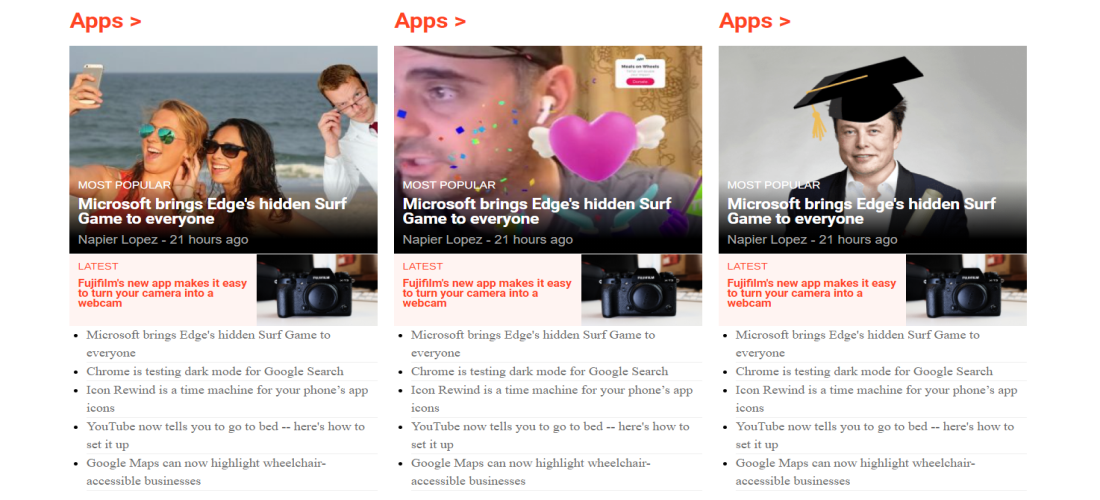 Apps >
MOST POPULAR
Microsoft brings Edge's hidden Surf
Game to everyone
Napier Lopez - 21 hours ago
LATEST
Fujifilm's new app makes it easy
to turn your camera into a
webcam
FUJIFILM
Microsoft brings Edge's hidden Surf Game to
everyone
Chrome is testing dark mode for Google Search
Icon Rewind is a time machine for your phone’s app
icons
YouTube now tells you to go to bed -- here's how to
set it up
Google Maps can now highlight wheelchair-
accessible businesses
Apps >
Meals on Wheels
MOST POPULAR
Microsoft brings Edge's hidden Surf
Game to everyone
Napier Lopez - 21 hours ago
LATEST
Fujifilm's new app makes it easy
to turn your camera into a
webcam
FUJIFILM
Microsoft brings Edge's hidden Surf Game to
everyone
Chrome is testing dark mode for Google Search
Icon Rewind is a time machine for your phone’s app
icons
YouTube now tells you to go to bed -- here's how to
set it up
Google Maps can now highlight wheelchair-
accessible businesses
Apps >
MOST POPULAR
Microsoft brings Edge's hidden Surf
Game to everyone
Napier Lopez - 21 hours ago
LATEST
Fujifilm's new app makes it easy
to turn your camera into a
webcam
FUJIFILM
Microsoft brings Edge's hidden Surf Game to
everyone
Chrome is testing dark mode for Google Search
Icon Rewind is a time machine for your phone’s app
icons
YouTube now tells you to go to bed -- here's how to
set it up
Google Maps can now highlight wheelchair-
accessible businesses